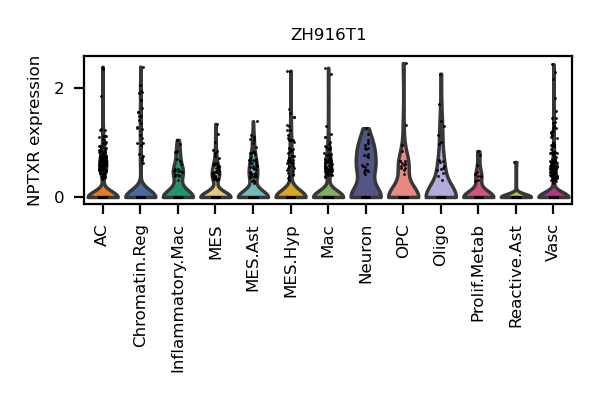 ZH916T1
NPTXR expression
2
0
AC
Chromatin.Reg
Inflammatory.Mac
MES
MES.Ast
MES.Hyp
Mac
Neuron
OPC
Oligo
Prolif.Metab
Reactive.Ast
Vasc